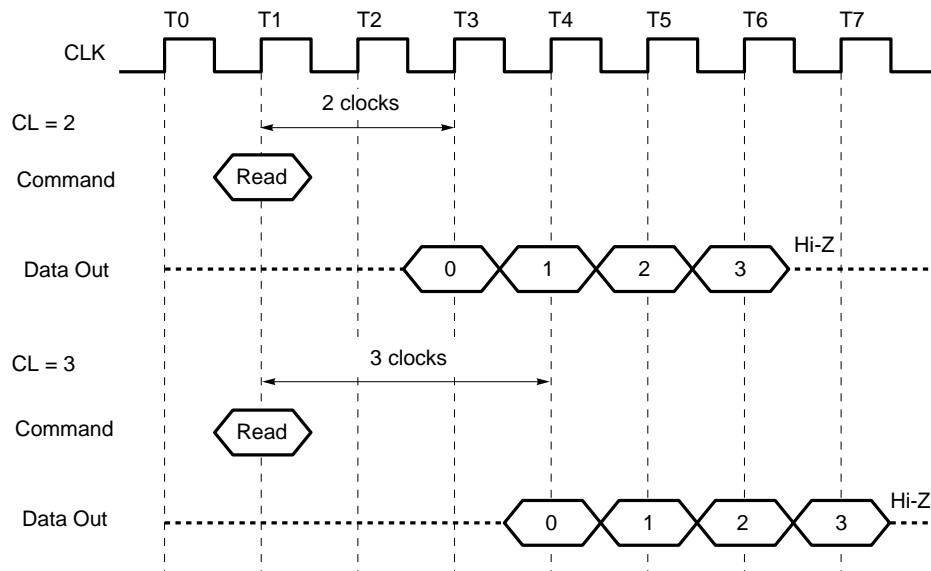 T0 T1 T2 T3 T4 T5 T6 T7
CLK
2 clocks
CL = 2
Command Read
Hi-Z
Data Out 0 1 2 3
3 clocks
CL = 3
Command Read
Hi-Z
Data Out 0 1 2 3